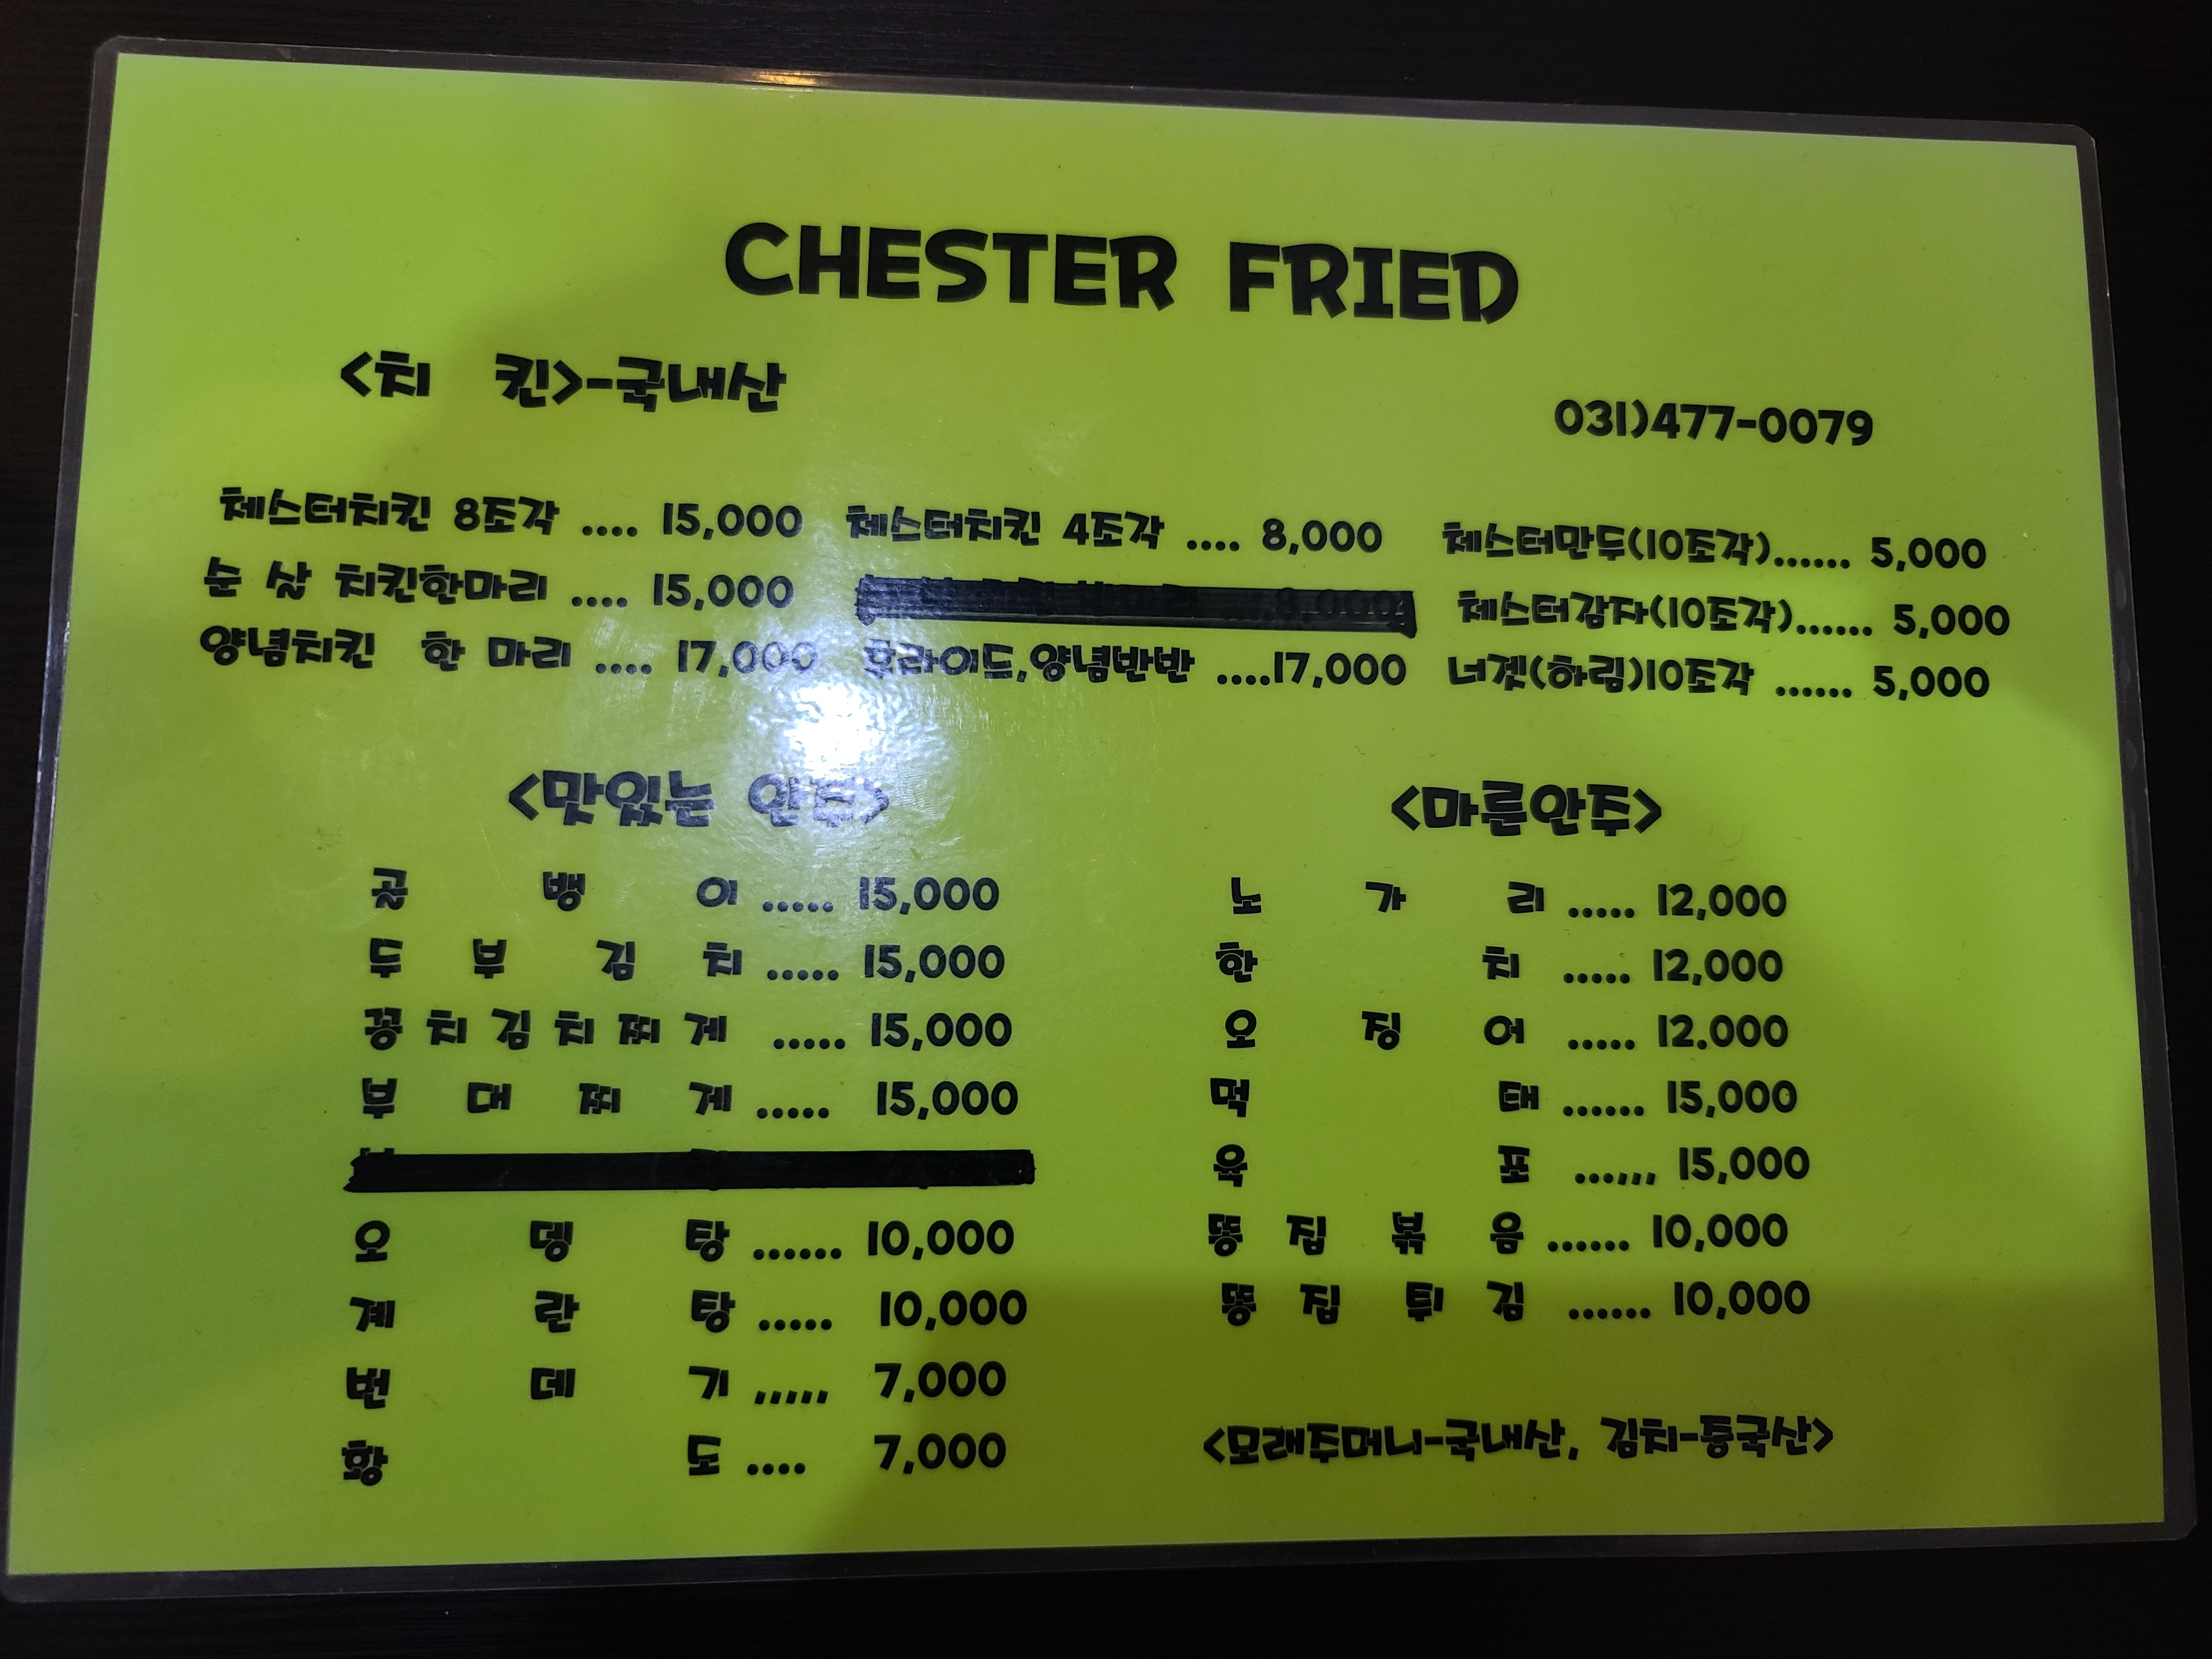 CHESTER FRIED
<치 킨>-국내산
031)477-0079
체스터치킨 8조각 .... 15,000 체스터치킨 4조각 .... 8,000 체스터만두(10조각)...... 5,000
순 살 치킨한마리 .... 15,000 체스터감자(10조각)...... 5,000
양념치킨 한 마리 .... 17,000 후라이드,양념반반 ....17,000 너겟(하림)10조각 ...... 5,000
<맛있는 안주> <마른안주>
골 뱅 이 ..... 15,000 노 가 리 ..... 12,000
두 부 김 치 ..... 15,000 한 치 ..... 12,000
꽁 치 김 치 찌 게 ..... 15,000 오 징 어 ..... 12.000
부 대 찌 게 ..... 15,000 먹 태 ...... 15,000
육 포 ...,,, 15,000
오 뎅 탕 ...... 10,000 똥 집 볶 음 ...... 10,000
계 란 탕 ..... 10,000 똥 집 튀 김 ...... 10,000
번 데 기 ,,,,, 7,000
황 도 .... 7,000 <모래주머니-국내산, 김치-중국산>